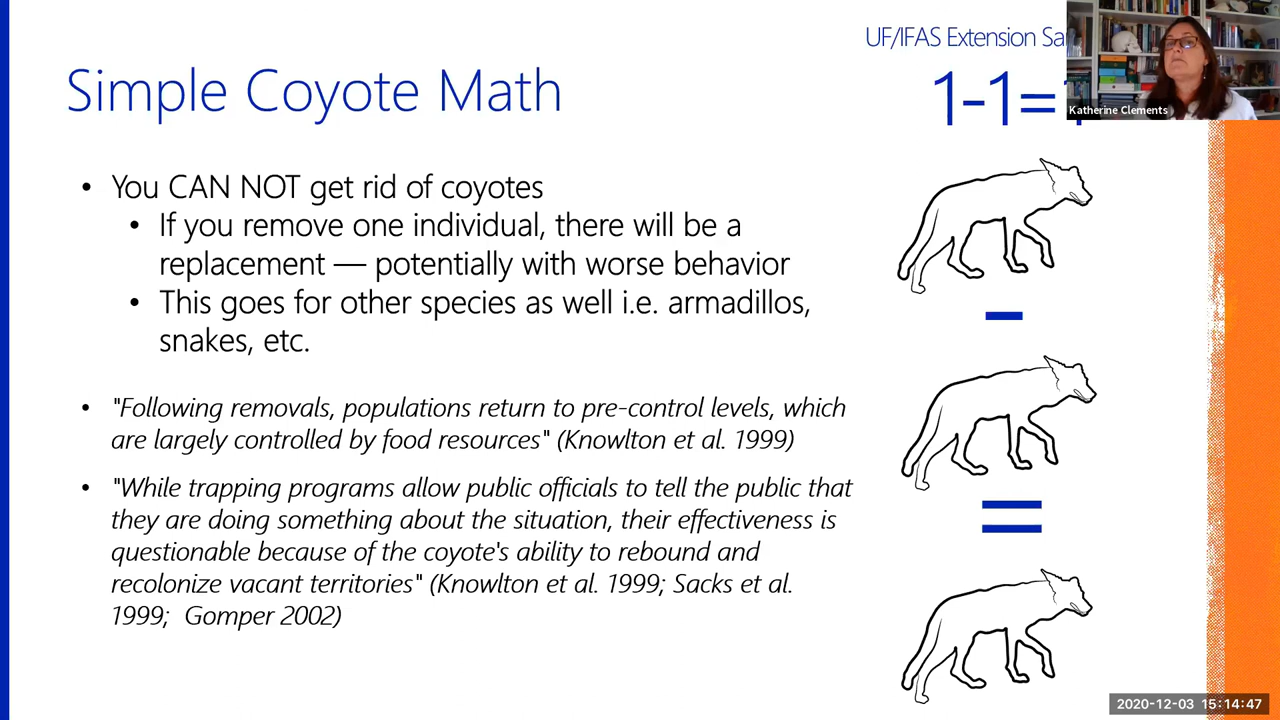 UF/IFAS Extension
Simple Coyote Math
1-1=
Katherine Clements
• You CAN NOT get rid of coyotes
• If you remove one individual, there will be a
replacement — potentially with worse behavior
• This goes for other species as well i.e. armadillos,
snakes, etc.
• "Following removals, populations return to pre-control levels, which
are largely controlled by food resources" (Knowlton et al. 1999)
• "While trapping programs allow public officials to tell the public that
they are doing something about the situation, their effectiveness is
questionable because of the coyote's ability to rebound and
recolonize vacant territories" (Knowlton et al. 1999; Sacks et al.
1999; Gomper 2002)
–
=
2020-12-03 15:14:47